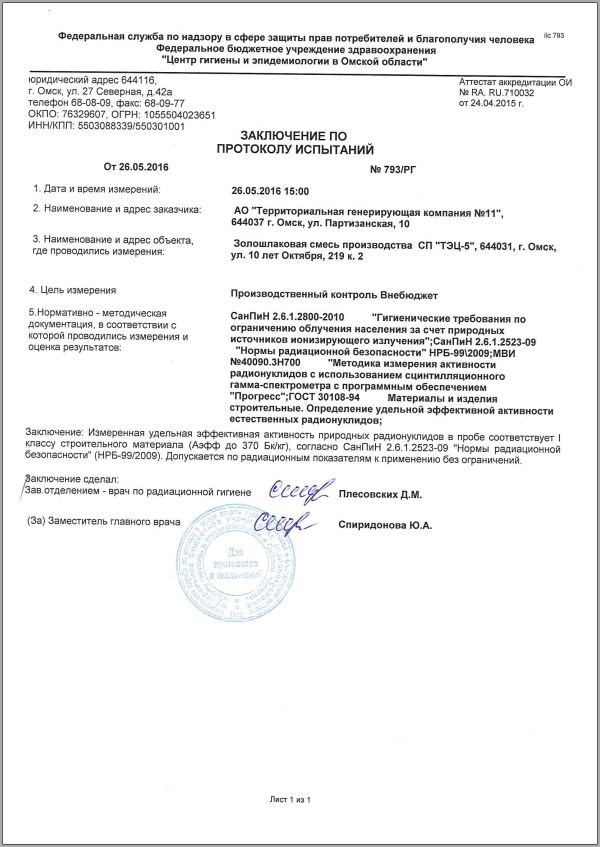 Федеральная служба по надзору в сфере защиты прав потребителей и благополучия человека
ilc 793
Федеральное бюджетное учреждение здравоохранения
"Центр гигиены и эпидемиологии в Омской области"
юридический адрес 644116,
г. Омск, ул. 27 Северная, д.42а
телефон 68-08-09, факс: 68-09-77
ОКПО: 76329607, ОГРН: 1055504023651
ИНН/КПП: 5503088339/550301001
Аттестат аккредитации ОИ
№ RA. RU.710032
от 24.04.2015 г.
ЗАКЛЮЧЕНИЕ ПО
ПРОТОКОЛУ ИСПЫТАНИЙ
От 26.05.2016
№ 793/РГ
1. Дата и время измерений:
26.05.2016 15:00
2. Наименование и адрес заказчика:
АО "Территориальная генерирующая компания №11",
644037 г. Омск, ул. Партизанская, 10
3. Наименование и адрес объекта,
где проводились измерения:
Золошлаковая смесь производства СП "ТЭЦ-5", 644031, г. Омск,
ул. 10 лет Октября, 219 к. 2
4. Цель измерения
Производственный контроль Внебюджет
5.Нормативно - методическая
документация, в соответствии с
которой проводились измерения и
оценка результатов:
СанПиН 2.6.1.2800-2010 "Гигиенические требования по
ограничению облучения населения за счет природных
источников ионизирующего излучения";СанПиН 2.6.1.2523-09
"Нормы радиационной безопасности" НРБ-99\2009;МВИ
№40090.3Н700 "Методика измерения активности
радионуклидов с использованием сцинтилляционного
гамма-спектрометра с программным обеспечением
"Прогресс";ГОСТ 30108-94 Материалы и изделия
строительные. Определение удельной эффективной активности
естественных радионуклидов;
Заключение: Измеренная удельная эффективная активность природных радионуклидов в пробе соответствует I
классу строительного материала (Аэфф до 370 Бк/кг), согласно СанПиН 2.6.1.2523-09 "Нормы радиационной
безопасности" (НРБ-99/2009). Допускается по радиационным показателям к применению без ограничений.
Заключение сделал:
Зав.отделением - врач по радиационной гигиене
Плесовских Д.М.
(За) Заместитель главного врача
Спиридонова Ю.А.
Для
протоколов
и заключений
Лист 1 из 1